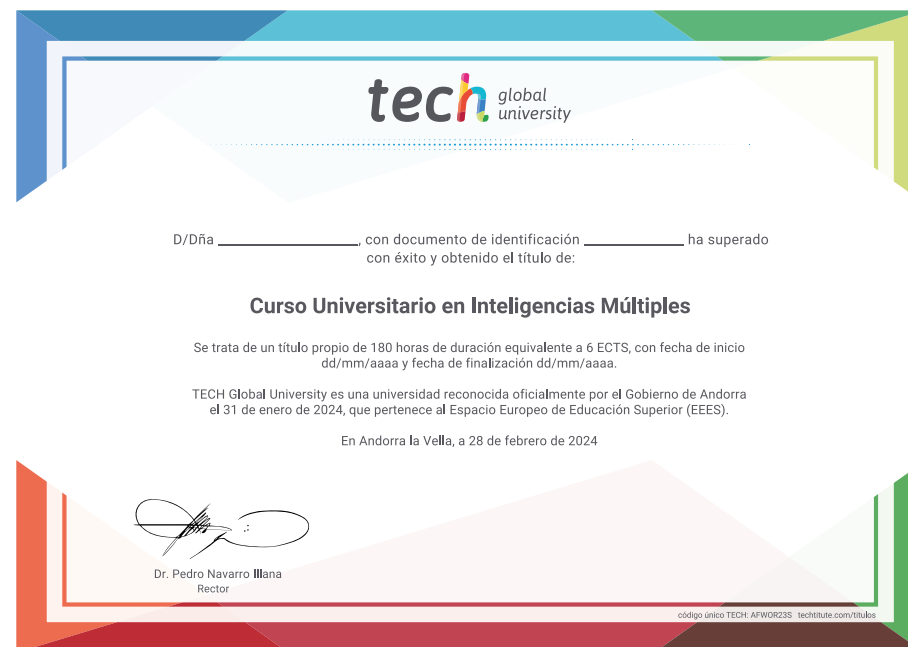 tech global university
D/Dña ____________________, con documento de identificación ______________ ha superado
con éxito y obtenido el título de:
Curso Universitario en Inteligencias Múltiples
Se trata de un título propio de 180 horas de duración equivalente a 6 ECTS, con fecha de inicio
dd/mm/aaaa y fecha de finalización dd/mm/aaaa.
TECH Global University es una universidad reconocida oficialmente por el Gobierno de Andorra
el 31 de enero de 2024, que pertenece al Espacio Europeo de Educación Superior (EEES).
En Andorra la Vella, a 28 de febrero de 2024
Dr. Pedro Navarro Illana
Rector
código único TECH: AFWOR23S techtitute.com/titulos